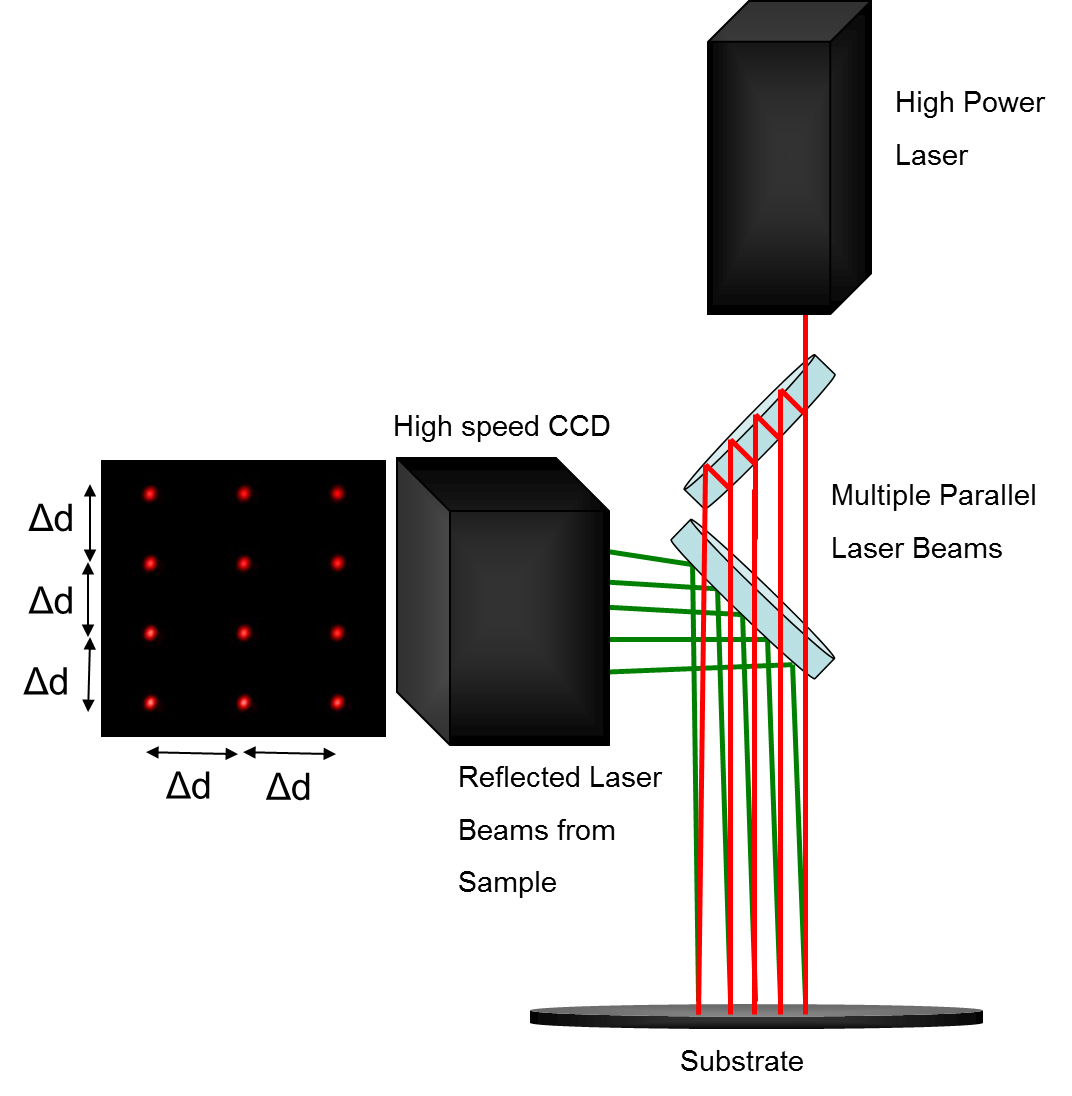 High Power
Laser
High speed CCD
Multiple Parallel
Laser Beams
Δd
Δd
Δd
Δd
Δd
Reflected Laser
Beams from
Sample
Substrate